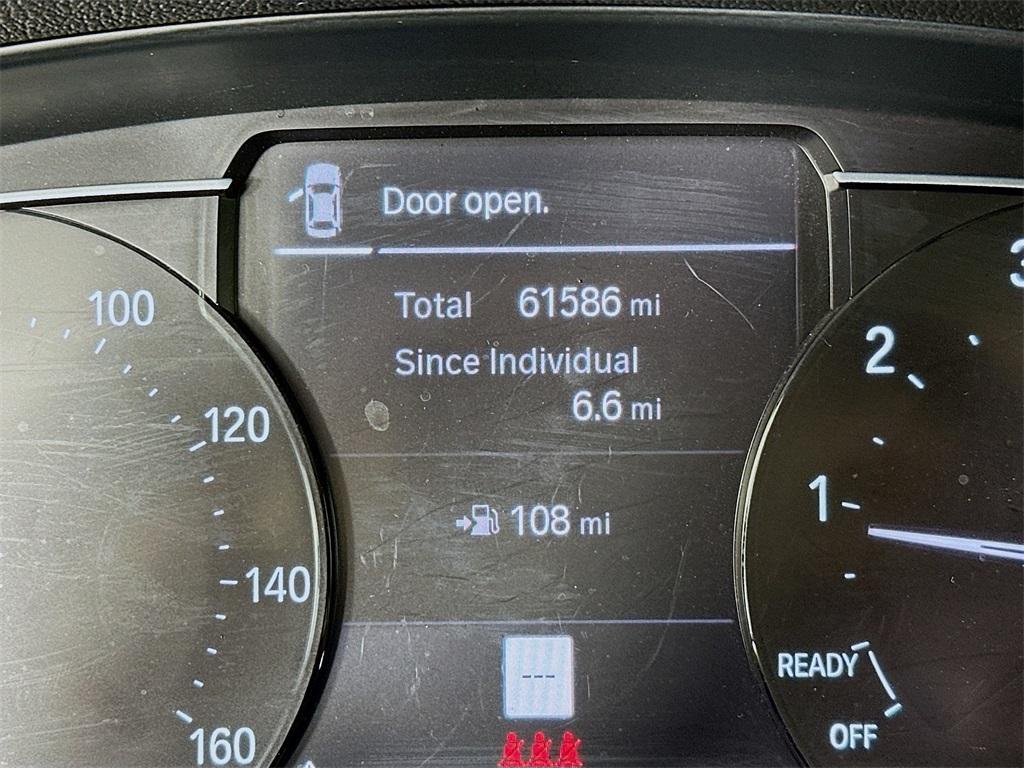 Door open.
Total 61586 mi
Since Individual
6.6 mi
108 mi
---
100
120
140
160
2
1
READY
OFF